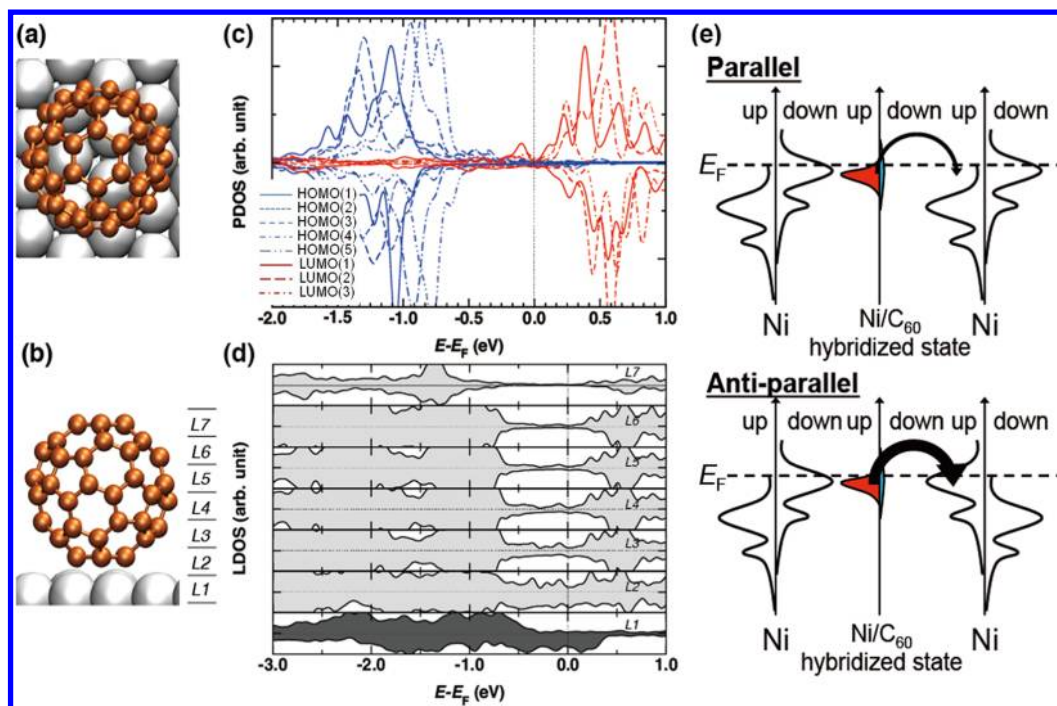 (a)
(b)
L7
L6
L5
L4
L3
L2
L1
(c)
PDOS (arb. unit)
HOMO(1)
HOMO(2)
HOMO(3)
HOMO(4)
HOMO(5)
LUMO(1)
LUMO(2)
LUMO(3)
-2.0 -1.5 -1.0 -0.5 0.0 0.5 1.0
E-EF (eV)
(d)
LDOS (arb. unit)
L7
L6
L5
L4
L3
L2
L1
-3.0 -2.0 -1.0 0.0 1.0
E-EF (eV)
(e)
Parallel
up down up down up down
EF
Ni Ni/C60 Ni
hybridized state
Anti-parallel
up down up down up down
EF
Ni Ni/C60 Ni
hybridized state